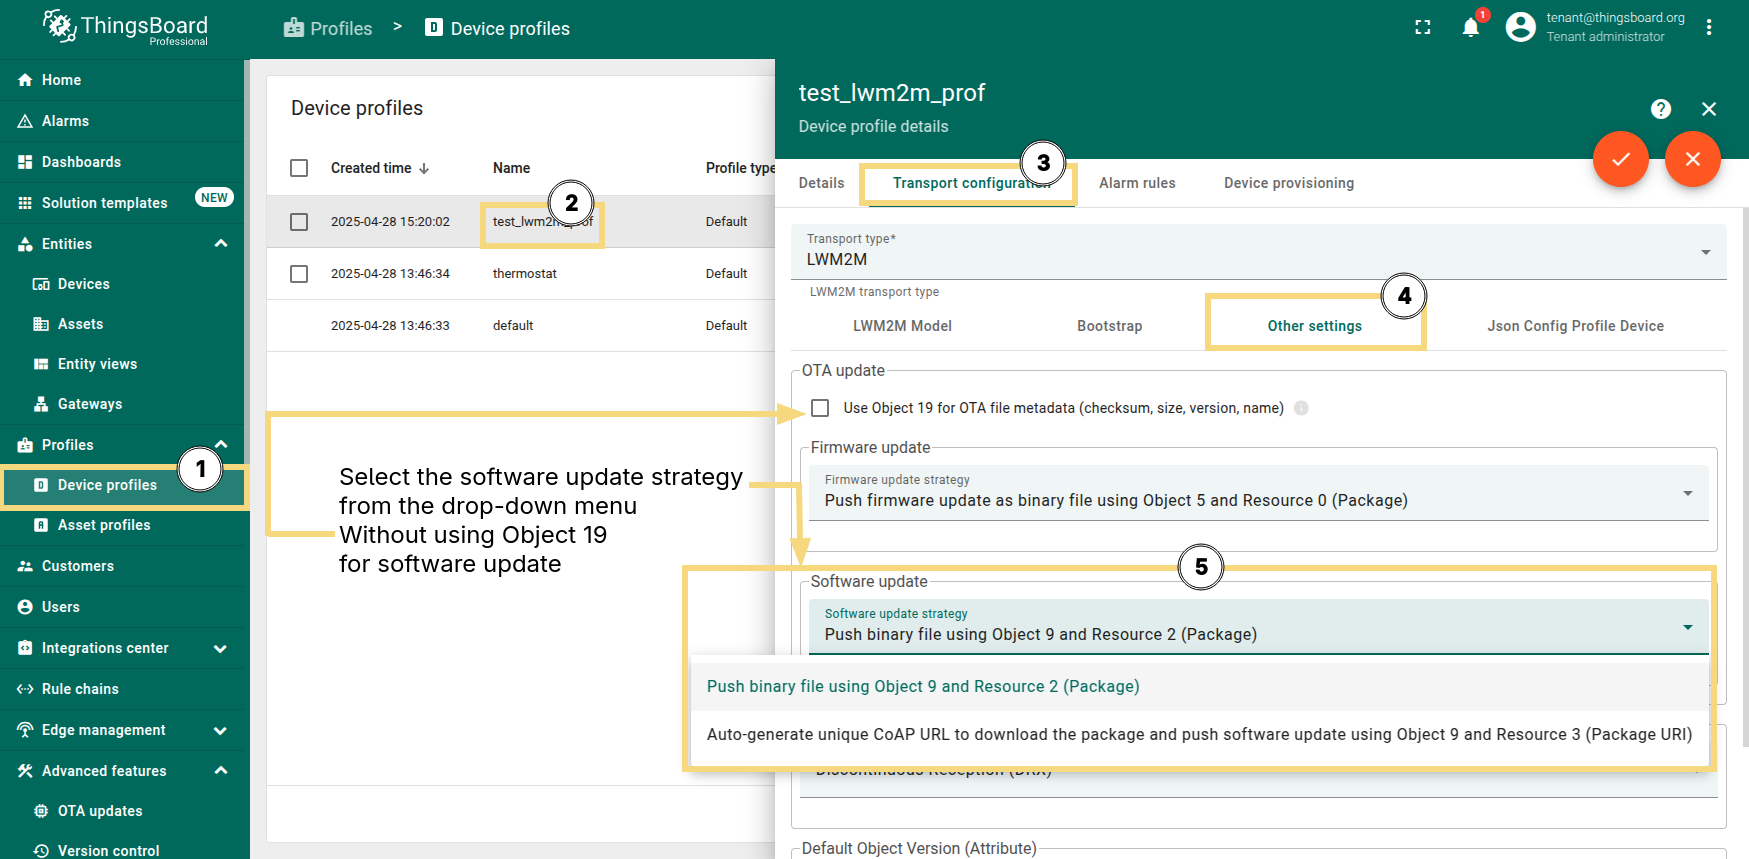 ThingsBoard
Professional
Profiles > Device profiles
1
tenant@thingsboard.org
Tenant administrator
Home
Alarms
Dashboards
Solution templates NEW
Entities
Devices
Assets
Entity views
Gateways
Profiles
1
Device profiles
Asset profiles
Customers
Users
Integrations center
Rule chains
Edge management
Advanced features
OTA updates
Version control
Device profiles
Created time Name Profile type
2
2025-04-28 15:20:02 test_lwm2m_prof Default
2025-04-28 13:46:34 thermostat Default
2025-04-28 13:46:33 default Default
Select the software update strategy
from the drop-down menu
Without using Object 19
for software update
test_lwm2m_prof
Device profile details
3
Details Transport configuration Alarm rules Device provisioning
Transport type*
LWM2M
LWM2M transport type
4
LWM2M Model Bootstrap Other settings Json Config Profile Device
OTA update
Use Object 19 for OTA file metadata (checksum, size, version, name)
Firmware update
Firmware update strategy
Push firmware update as binary file using Object 5 and Resource 0 (Package)
5
Software update
Software update strategy
Push binary file using Object 9 and Resource 2 (Package)
Push binary file using Object 9 and Resource 2 (Package)
Auto-generate unique CoAP URL to download the package and push software update using Object 9 and Resource 3 (Package URI)
Discontinuous Reception (DRX)
Default Object Version (Attribute)